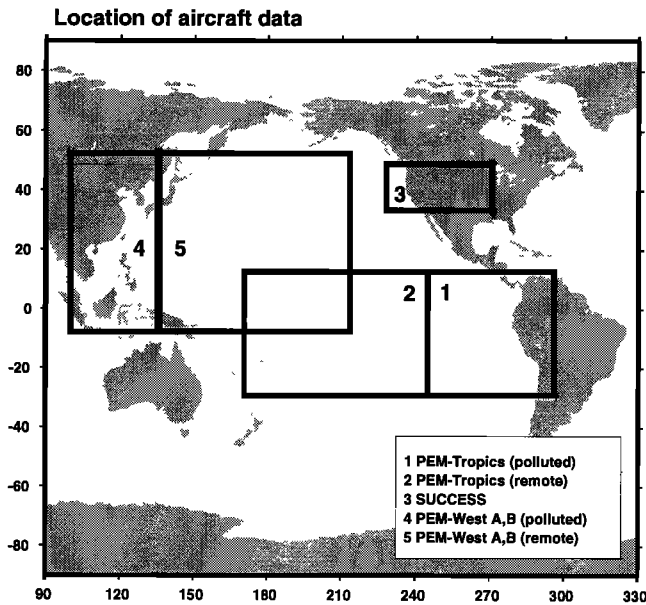 Location of aircraft data
80
60
40
20
0
-20
-40
-60
-80
3
4 5
2 1
1 PEM-Tropics (polluted)
2 PEM-Tropics (remote)
3 SUCCESS
4 PEM-West A,B (polluted)
5 PEM-West A,B (remote)
90 120 150 180 210 240 270 300 330